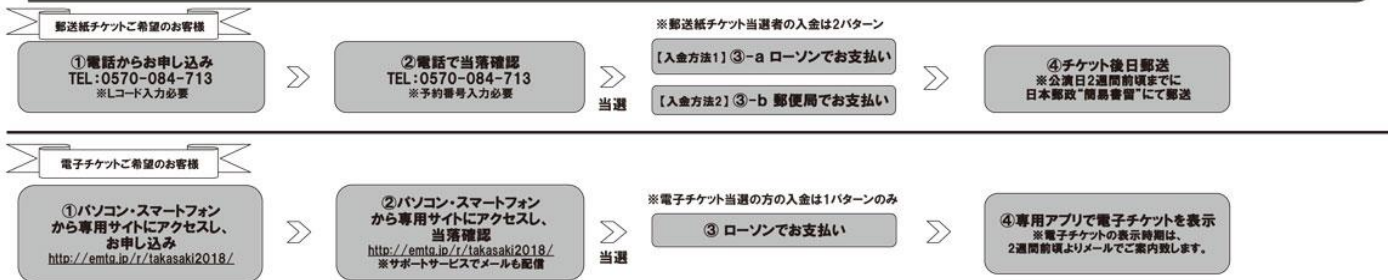 郵送紙チケットご希望のお客様
①電話からお申し込み
TEL:0570-084-713
※Lコード入力必要
②電話で当落確認
TEL:0570-084-713
※予約番号入力必要
当選
※郵送紙チケット当選者の入金は2パターン
【入金方法1】③-a ローソンでお支払い
【入金方法2】③-b 郵便局でお支払い
④チケット後日郵送
※公演日2週間前頃までに
日本郵政"簡易書留"にて郵送
電子チケットご希望のお客様
①パソコン・スマートフォン
から専用サイトにアクセスし、
お申し込み
http://emtg.jp/r/takasaki2018/
②パソコン・スマートフォン
から専用サイトにアクセスし、
当落確認
http://emtg.jp/r/takasaki2018/
※サポートサービスでメールも配信
当選
※電子チケット当選の方の入金は1パターンのみ
③ ローソンでお支払い
④専用アプリで電子チケットを表示
※電子チケットの表示時期は、
2週間前頃よりメールでご案内致します。